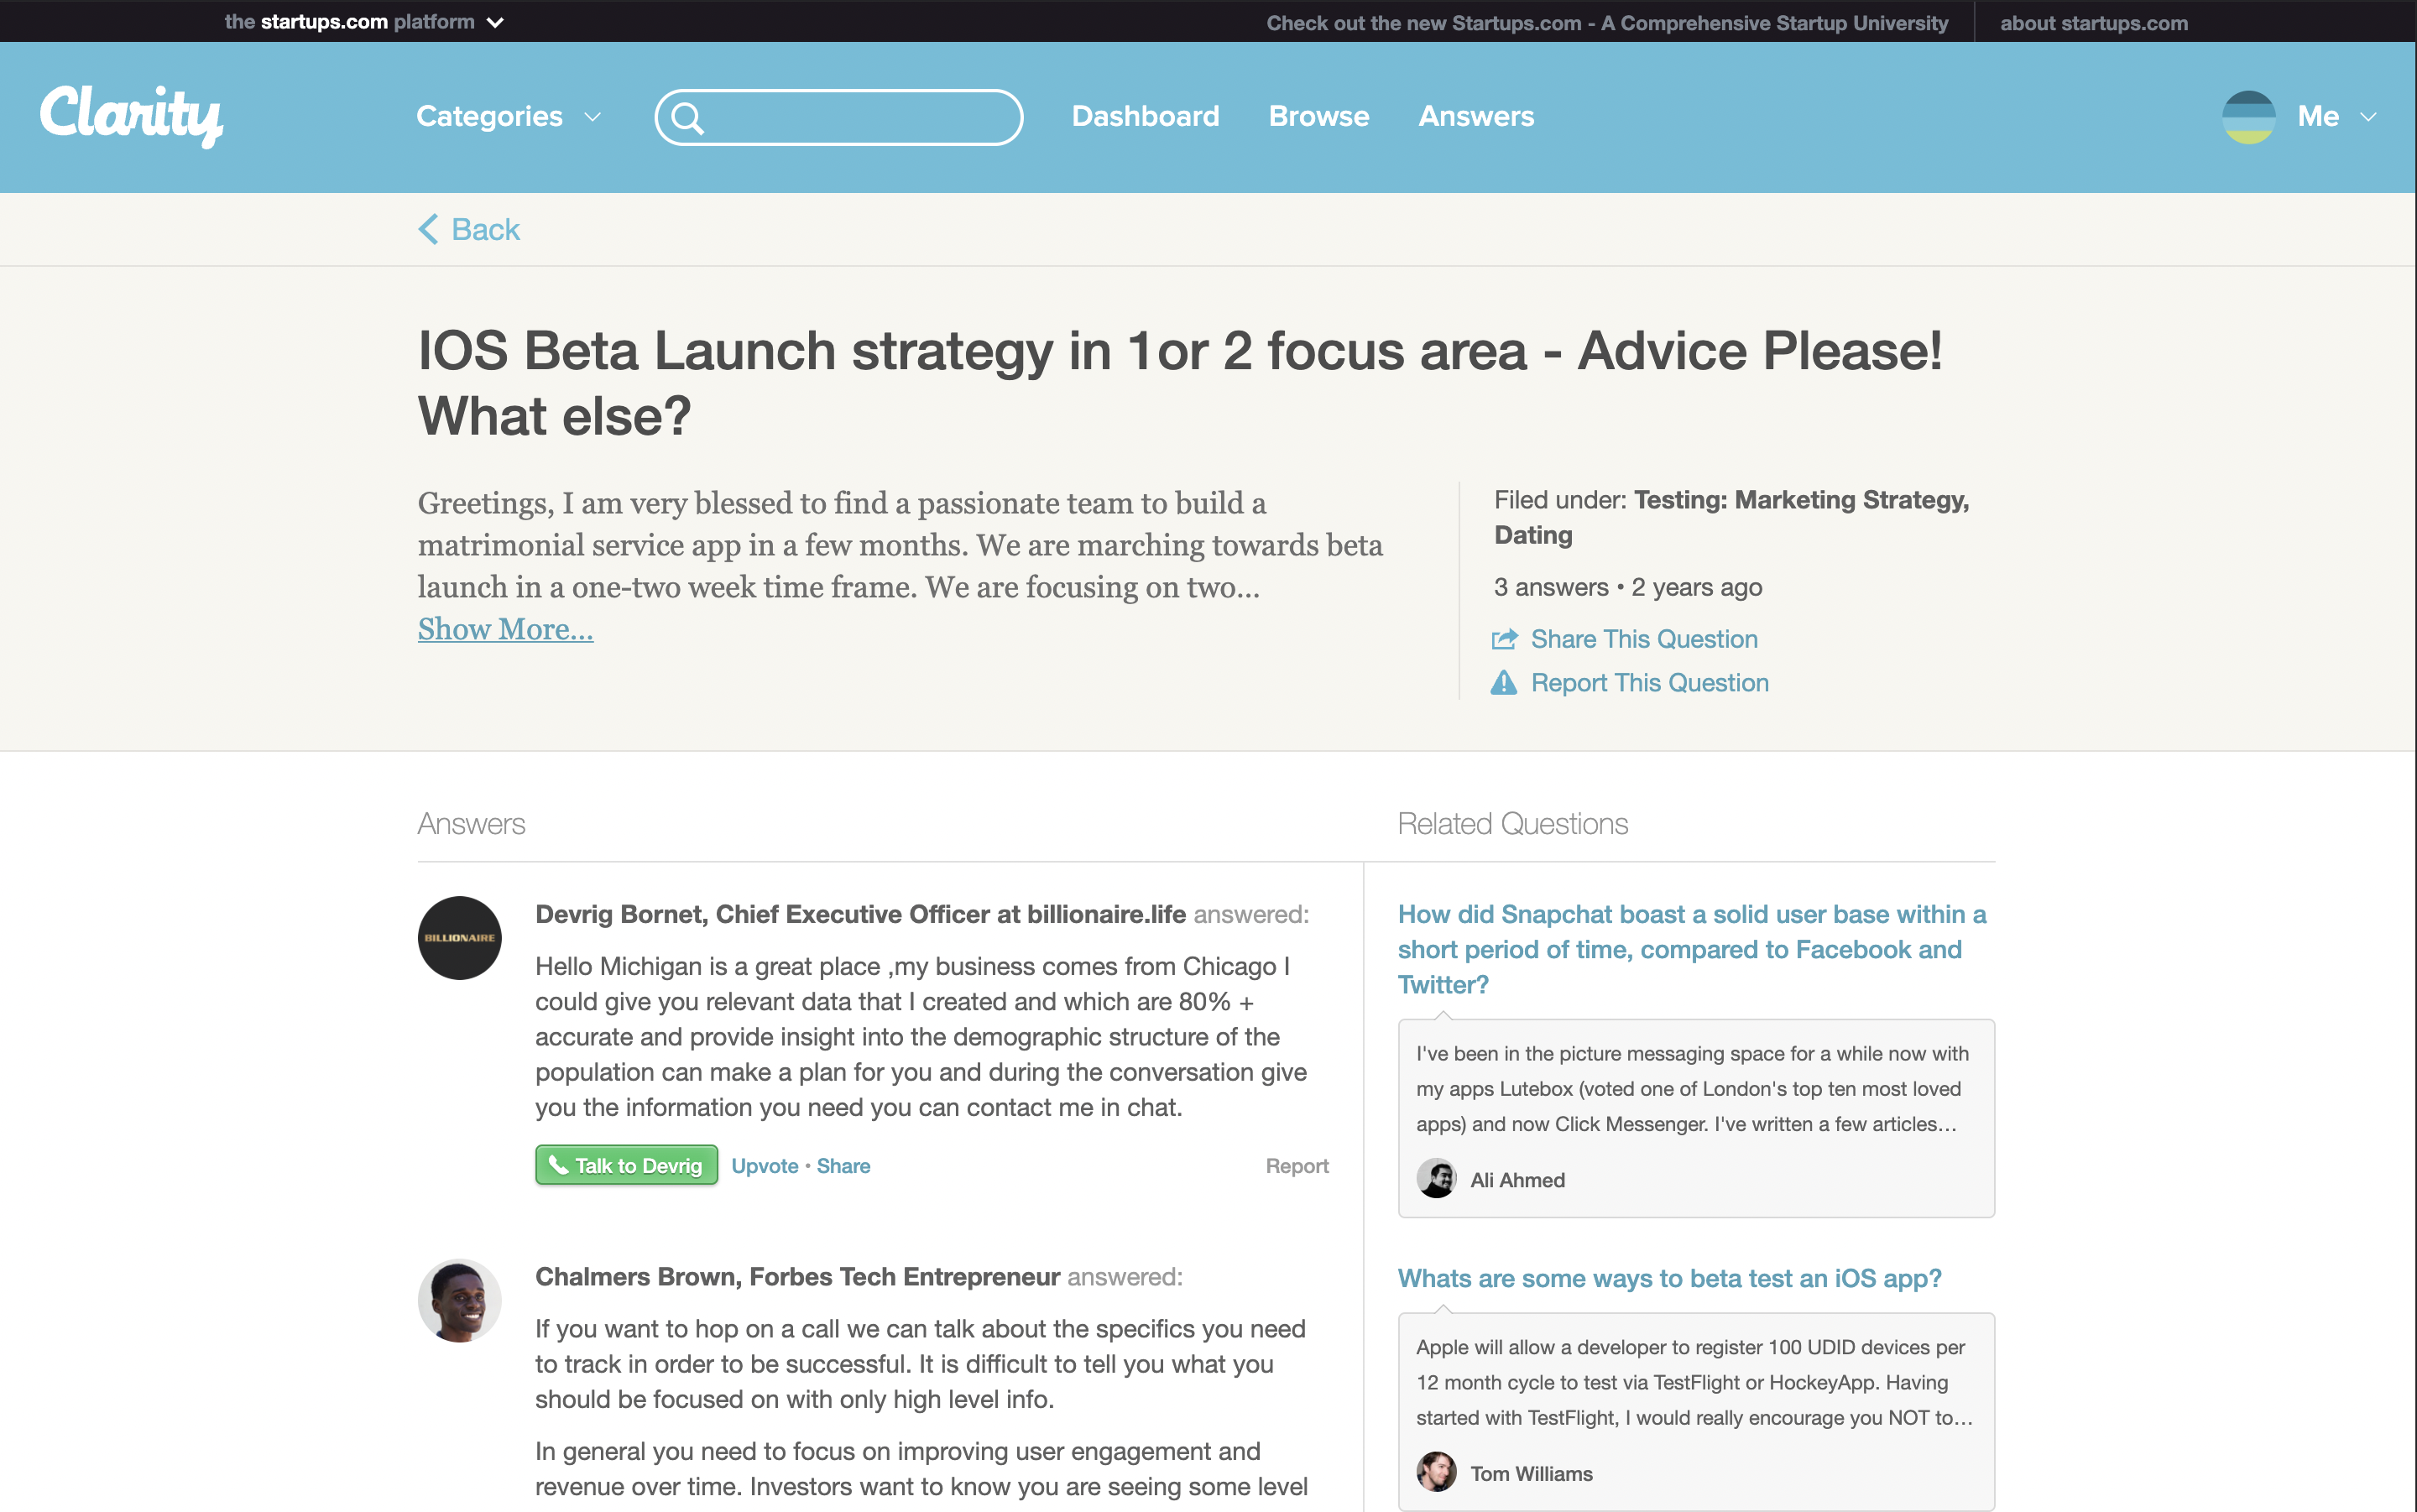 the startups.com platform
Check out the new Startups.com - A Comprehensive Startup University
about startups.com
Clarity
Categories
Dashboard
Browse
Answers
Me
Back
IOS Beta Launch strategy in 1or 2 focus area - Advice Please!
What else?
Greetings, I am very blessed to find a passionate team to build a
matrimonial service app in a few months. We are marching towards beta
launch in a one-two week time frame. We are focusing on two...
Show More...
Filed under: Testing: Marketing Strategy,
Dating
3 answers • 2 years ago
Share This Question
Report This Question
Answers
BILLIONAIRE
Devrig Bornet, Chief Executive Officer at billionaire.life answered:
Hello Michigan is a great place ,my business comes from Chicago I
could give you relevant data that I created and which are 80% +
accurate and provide insight into the demographic structure of the
population can make a plan for you and during the conversation give
you the information you need you can contact me in chat.
Talk to Devrig
Upvote • Share
Report
Chalmers Brown, Forbes Tech Entrepreneur answered:
If you want to hop on a call we can talk about the specifics you need
to track in order to be successful. It is difficult to tell you what you
should be focused on with only high level info.
In general you need to focus on improving user engagement and
revenue over time. Investors want to know you are seeing some level
Related Questions
How did Snapchat boast a solid user base within a
short period of time, compared to Facebook and
Twitter?
I've been in the picture messaging space for a while now with
my apps Lutebox (voted one of London's top ten most loved
apps) and now Click Messenger. I've written a few articles...
Ali Ahmed
Whats are some ways to beta test an iOS app?
Apple will allow a developer to register 100 UDID devices per
12 month cycle to test via TestFlight or HockeyApp. Having
started with TestFlight, I would really encourage you NOT to...
Tom Williams